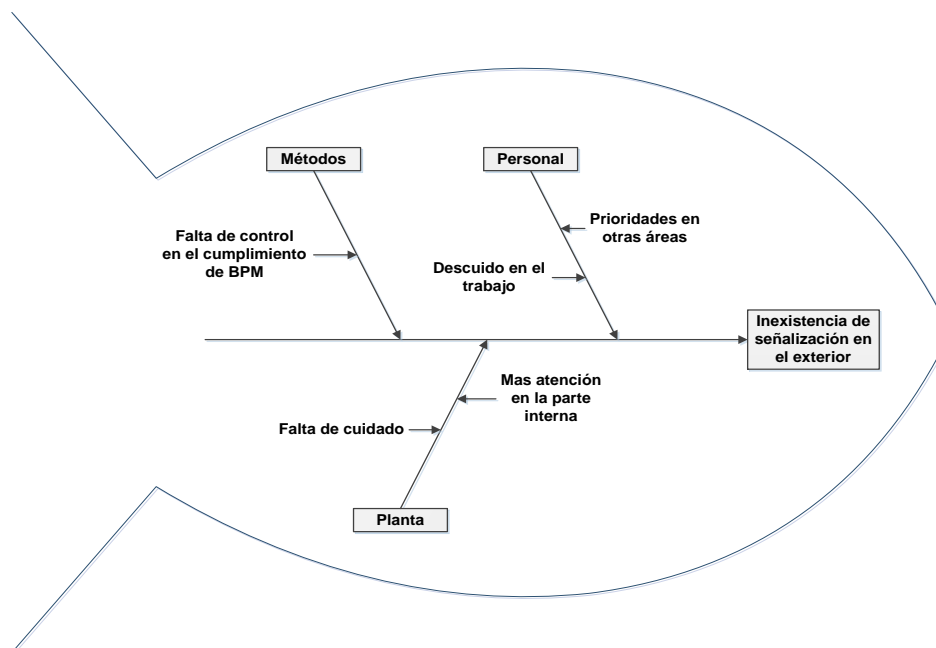 Métodos
Personal
Falta de control
en el cumplimiento
de BPM
Prioridades en
otras áreas
Descuido en el
trabajo
Inexistencia de
señalización en
el exterior
Mas atención
en la parte
interna
Falta de cuidado
Planta